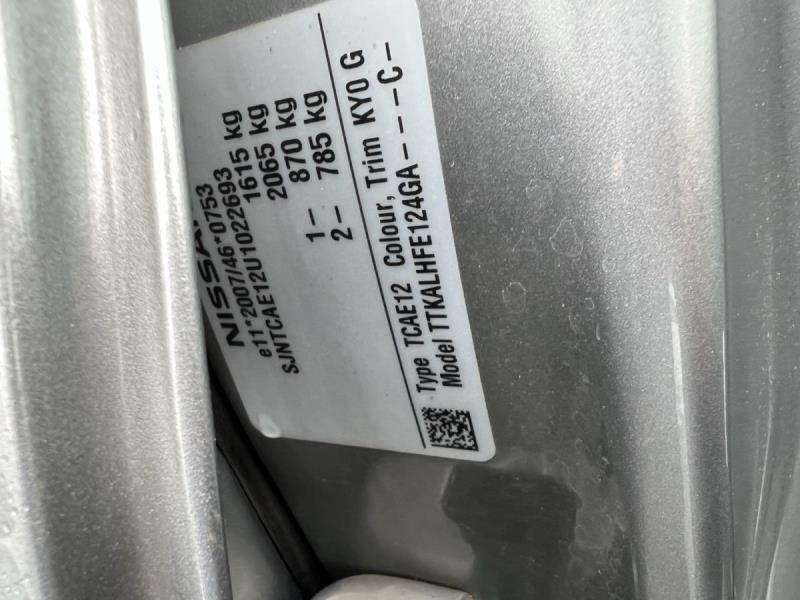 NISSA
e11*2007/46*0753
SJNTCAE12U1022693
1615 kg
2065 kg
1- 870 kg
2- 785 kg
Type TCAE12 Colour, Trim KY0 G
Model TTKALHFE124GA---C-